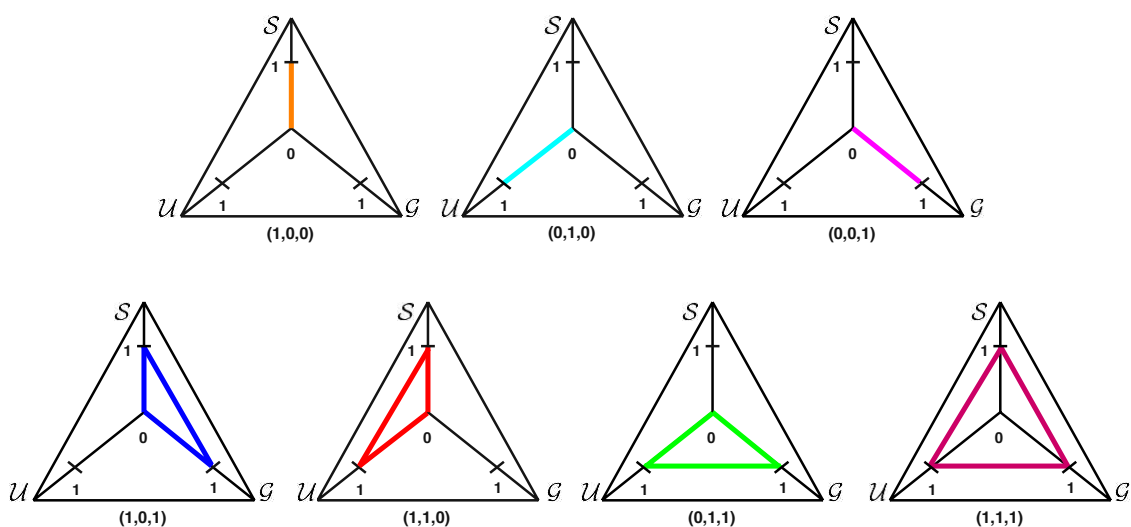 𝒮 𝒮 𝒮
1 1 1
0 0 0
1 1 1 1 1 1
𝒰 𝒢 𝒰 𝒢 𝒰 𝒢
(1,0,0) (0,1,0) (0,0,1)
𝒮 𝒮 𝒮 𝒮
1 1 1 1
0 0 0 0
1 1 1 1 1 1 1 1
𝒰 𝒢 𝒰 𝒢 𝒰 𝒢 𝒰 𝒢
(1,0,1) (1,1,0) (0,1,1) (1,1,1)